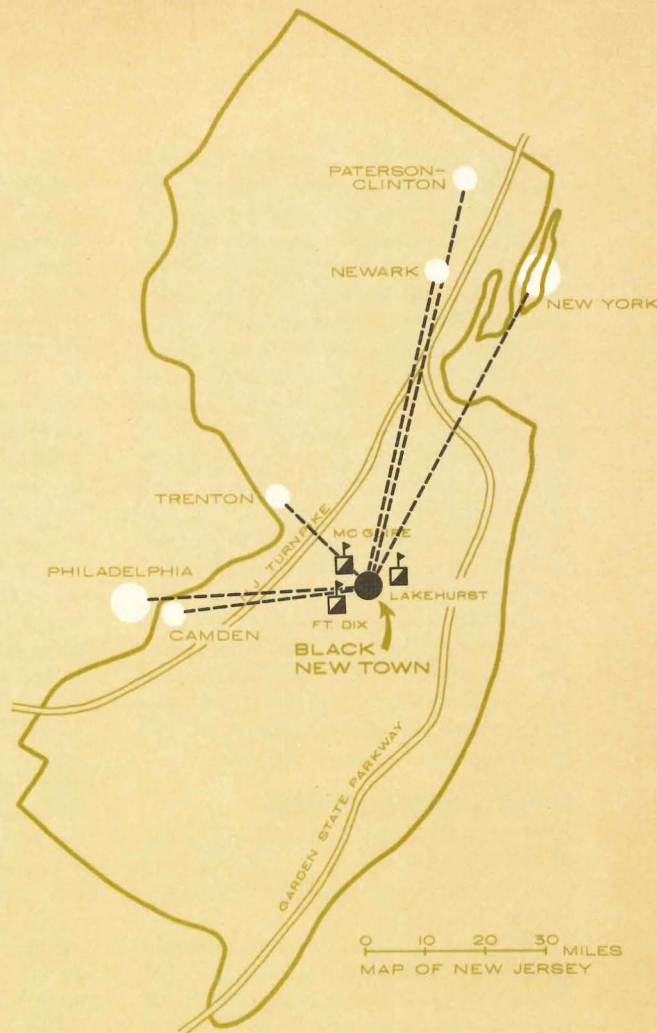 PATERSON-
CLINTON
NEWARK
NEW YORK
TRENTON
NJ TURNPIKE
MC GUIRE
PHILADELPHIA
LAKEHURST
CAMDEN
FT. DIX
BLACK
NEW TOWN
GARDEN STATE PARKWAY
0 10 20 30 MILES
MAP OF NEW JERSEY